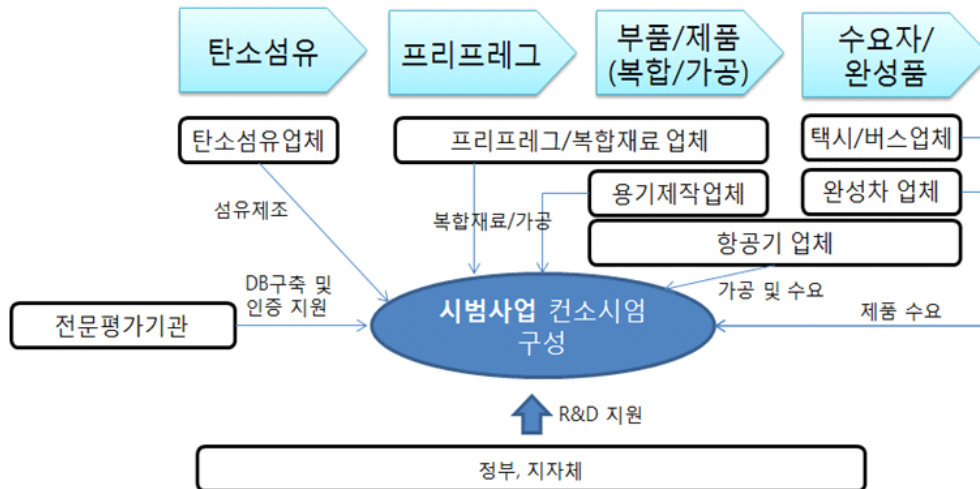 탄소섬유
프리프레그
부품/제품
(복합/가공)
수요자/
완성품
탄소섬유업체
프리프레그/복합재료 업체
택시/버스업체
용기제작업체
완성차 업체
항공기 업체
섬유제조
복합재료/가공
DB구축 및
인증 지원
가공 및 수요
제품 수요
전문평가기관
시범사업 컨소시엄
구성
R&D 지원
정부, 지자체